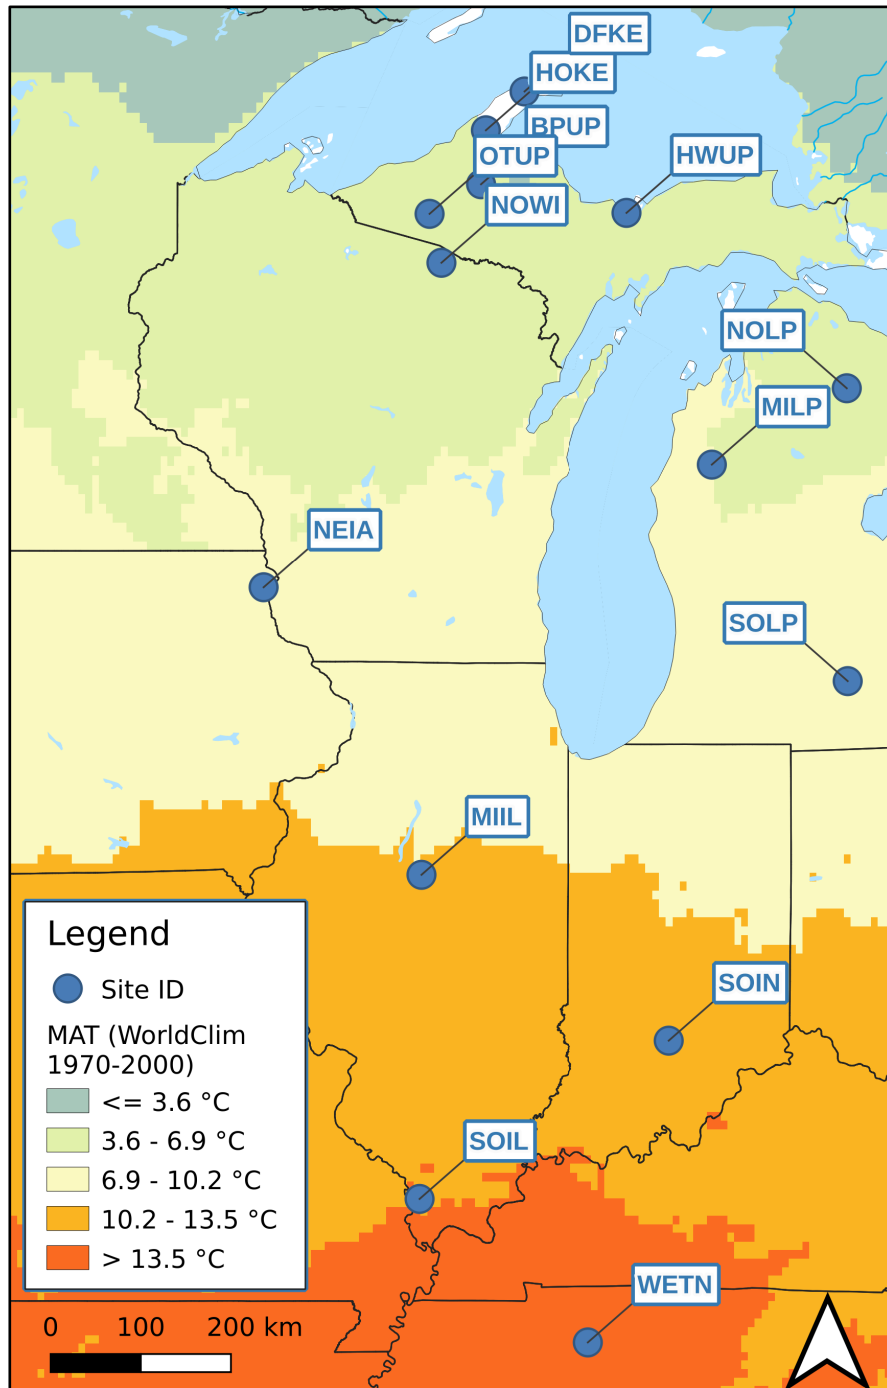 DFKE
HOKE
BPUP
OTUP
HWUP
NOWI
NOLP
MILP
NEIA
SOLP
MIIL
SOIN
SOIL
WETN
Legend
Site ID
MAT (WorldClim
1970-2000)
<= 3.6 °C
3.6 - 6.9 °C
6.9 - 10.2 °C
10.2 - 13.5 °C
> 13.5 °C
0 100 200 km